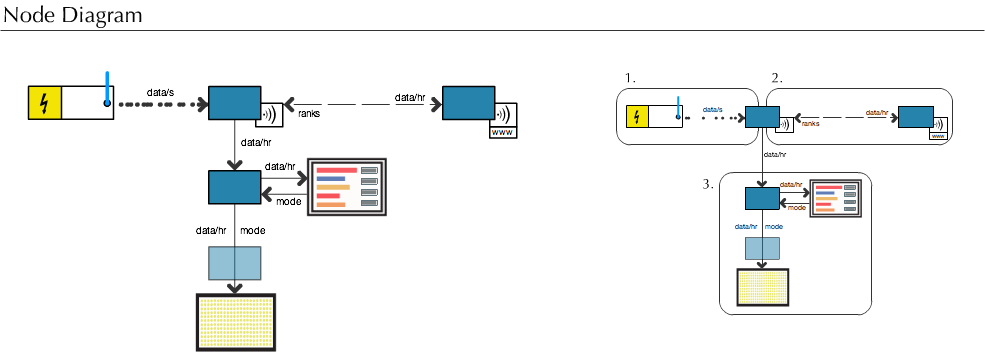 Node Diagram
data/s
data/hr
ranks
www
data/hr
data/hr
mode
data/hr mode
1.
2.
data/s
data/hr
ranks
www
data/hr
3.
data/hr
mode
data/hr mode